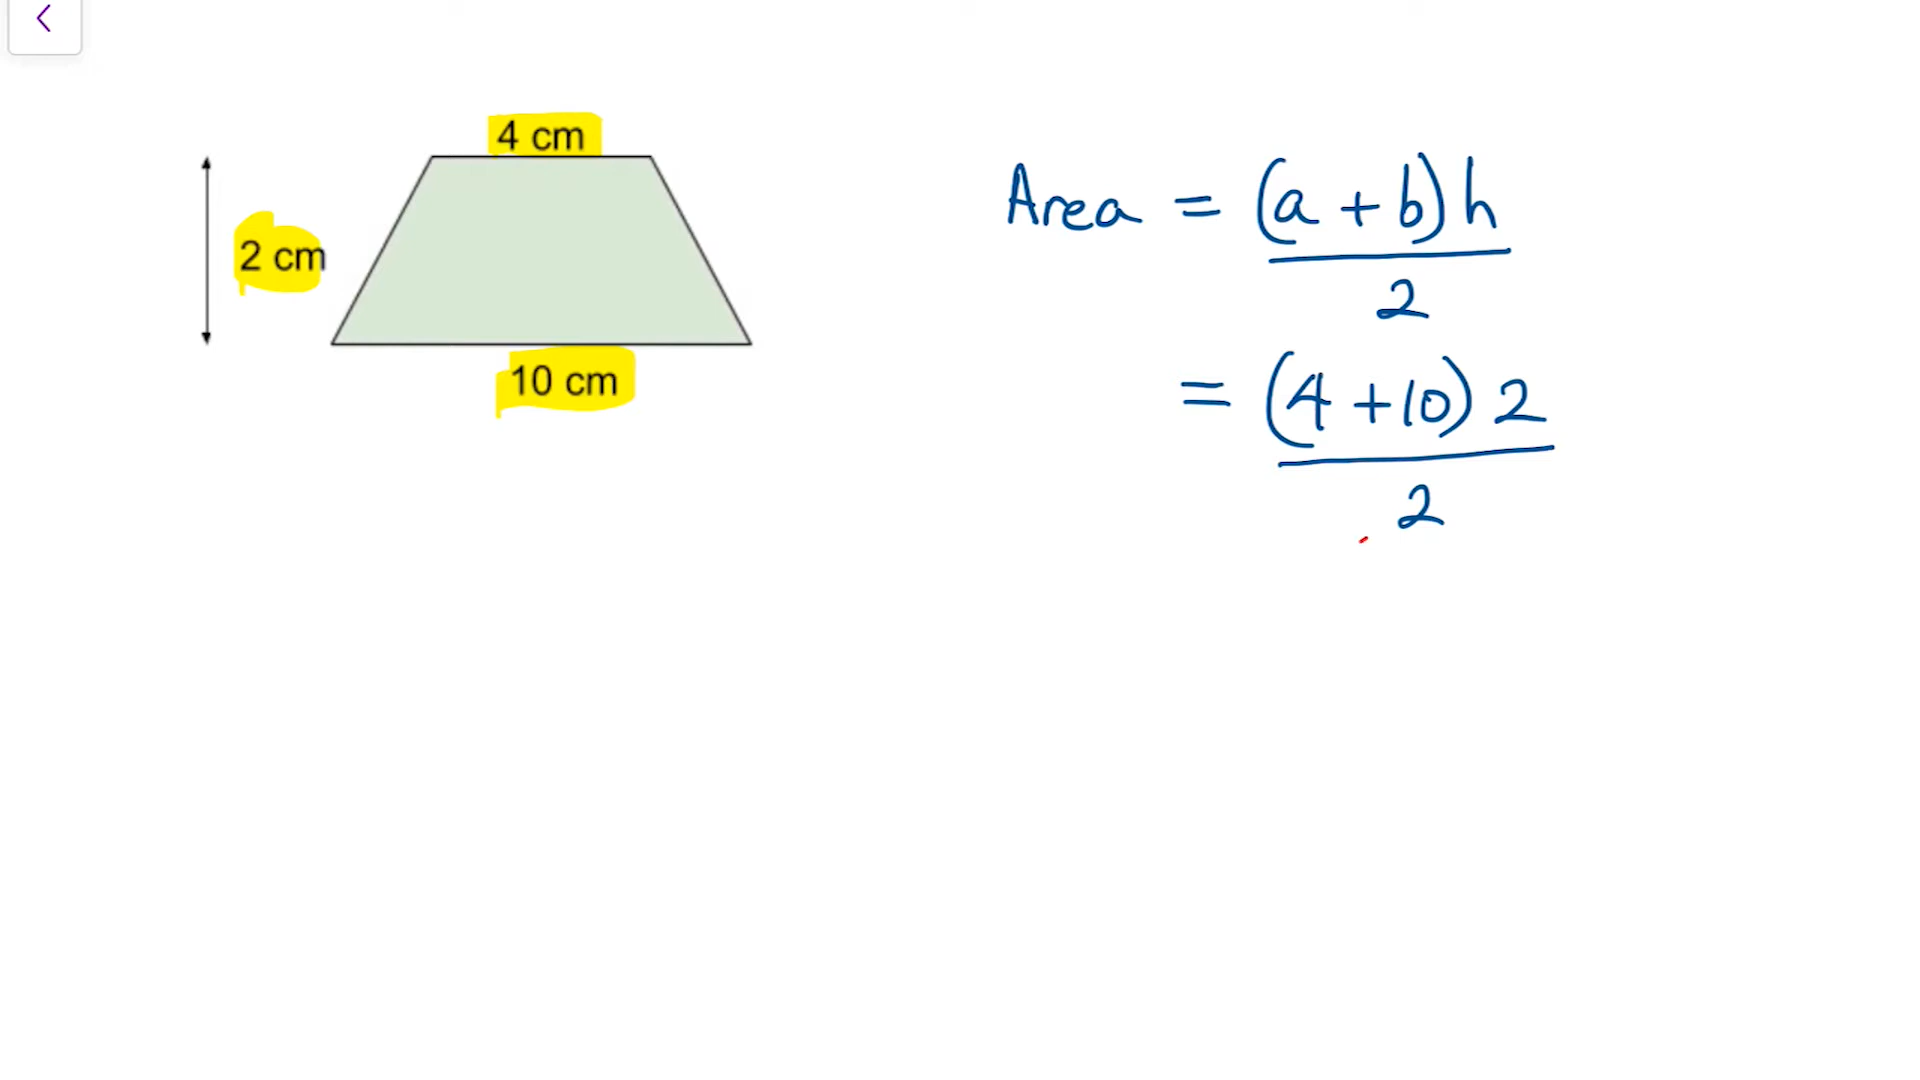 4 cm
2 cm
10 cm
Area = (a + b) h
2
= (4 + 10) 2
2